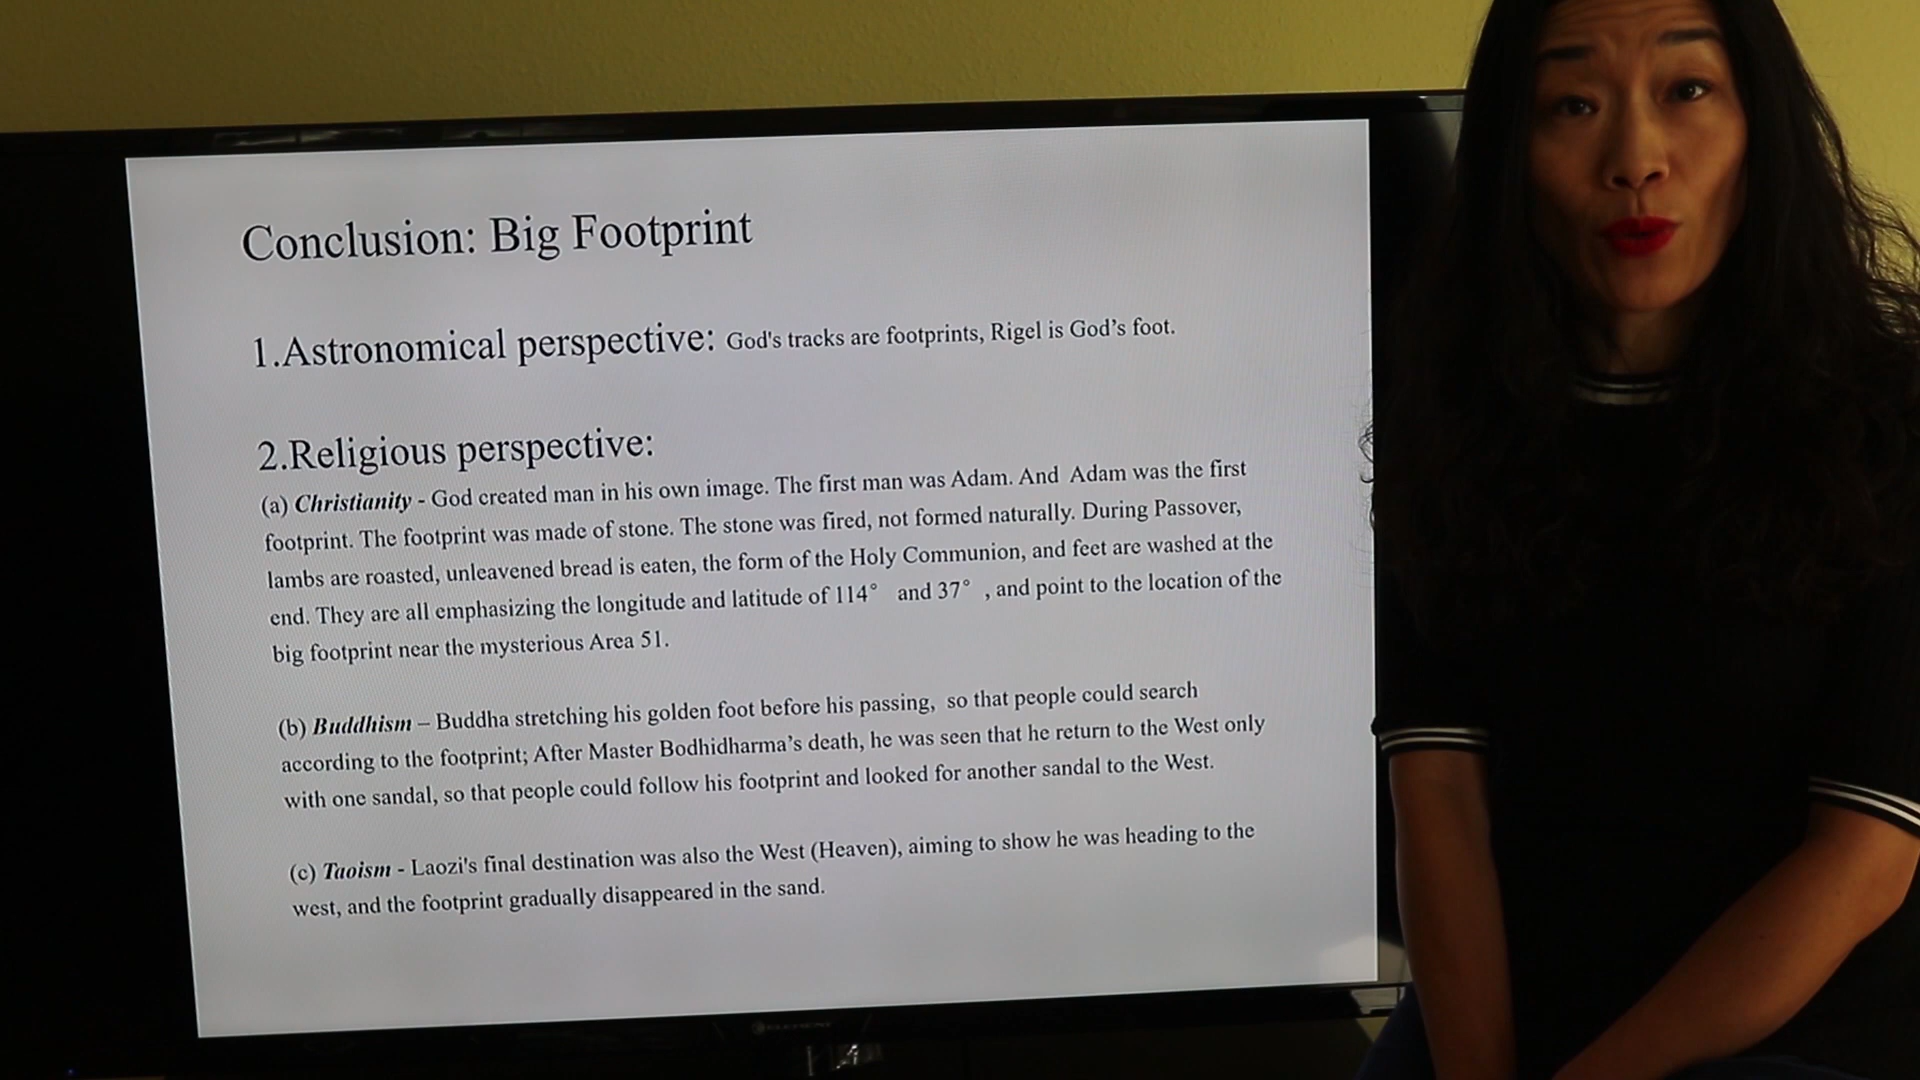 Conclusion: Big Footprint
1.Astronomical perspective: God's tracks are footprints, Rigel is God’s foot.
2.Religious perspective:
(a) Christianity - God created man in his own image. The first man was Adam. And Adam was the first
footprint. The footprint was made of stone. The stone was fired, not formed naturally. During Passover,
lambs are roasted, unleavened bread is eaten, the form of the Holy Communion, and feet are washed at the
end. They are all emphasizing the longitude and latitude of 114° and 37° , and point to the location of the
big footprint near the mysterious Area 51.
(b) Buddhism – Buddha stretching his golden foot before his passing, so that people could search
according to the footprint; After Master Bodhidharma’s death, he was seen that he return to the West only
with one sandal, so that people could follow his footprint and looked for another sandal to the West.
(c) Taoism - Laozi's final destination was also the West (Heaven), aiming to show he was heading to the
west, and the footprint gradually disappeared in the sand.